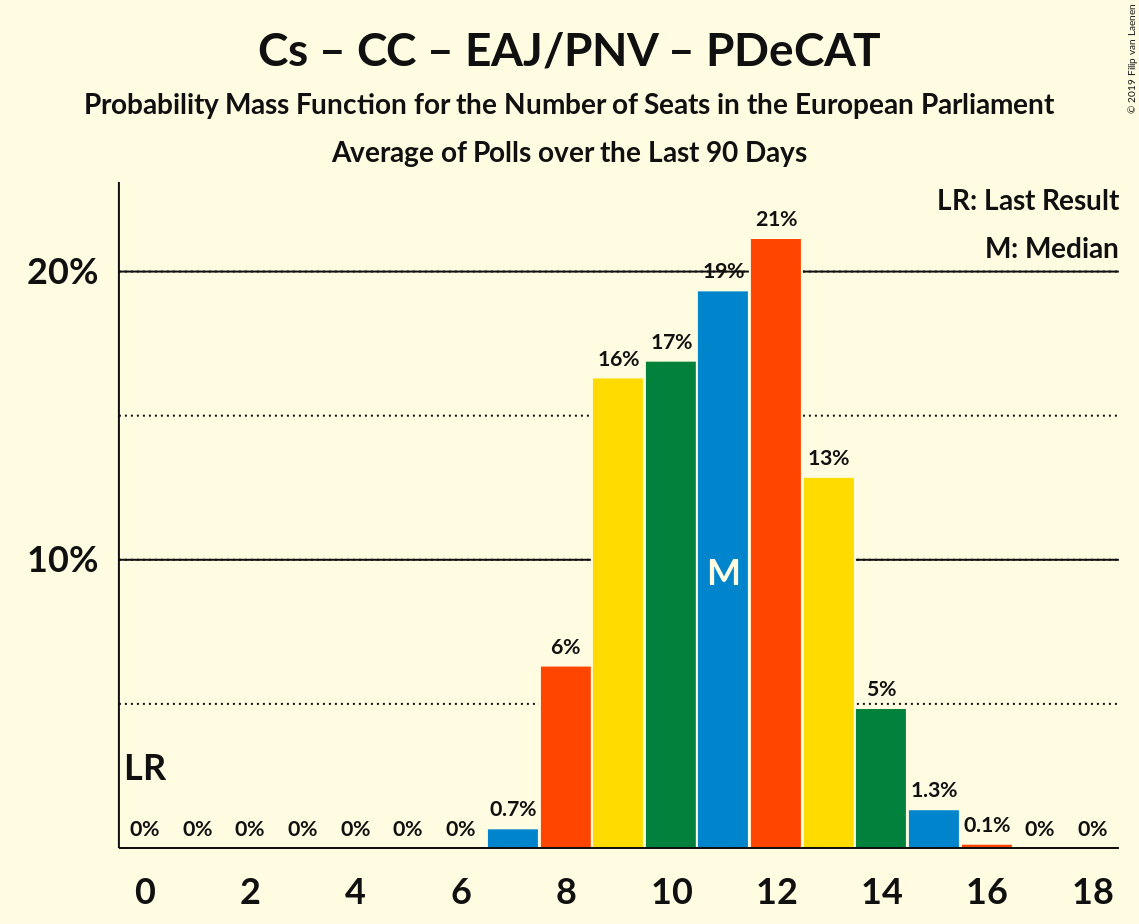 Cs – CC – EAJ/PNV – PDeCAT
Probability Mass Function for the Number of Seats in the European Parliament
Average of Polls over the Last 90 Days
© 2019 Filip van Laenen
LR: Last Result
M: Median
20%
10%
21%
19%
17%
16%
13%
M
6%
5%
LR
0% 0% 0% 0% 0% 0% 0% 0.7% 1.3% 0.1% 0% 0%
0 2 4 6 8 10 12 14 16 18